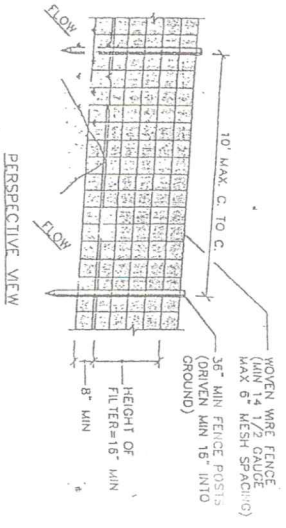 WOVEN WIRE FENCE
(MIN 14 1/2 GAUGE
MAX 6" MESH SPACING)
36" MIN FENCE POSTS
(DRIVEN MIN 16" INTO
GROUND)
HEIGHT OF
FILTER=16" MIN
8" MIN
10' MAX. C. TO C.
FLOW
FLOW
PERSPECTIVE VIEW